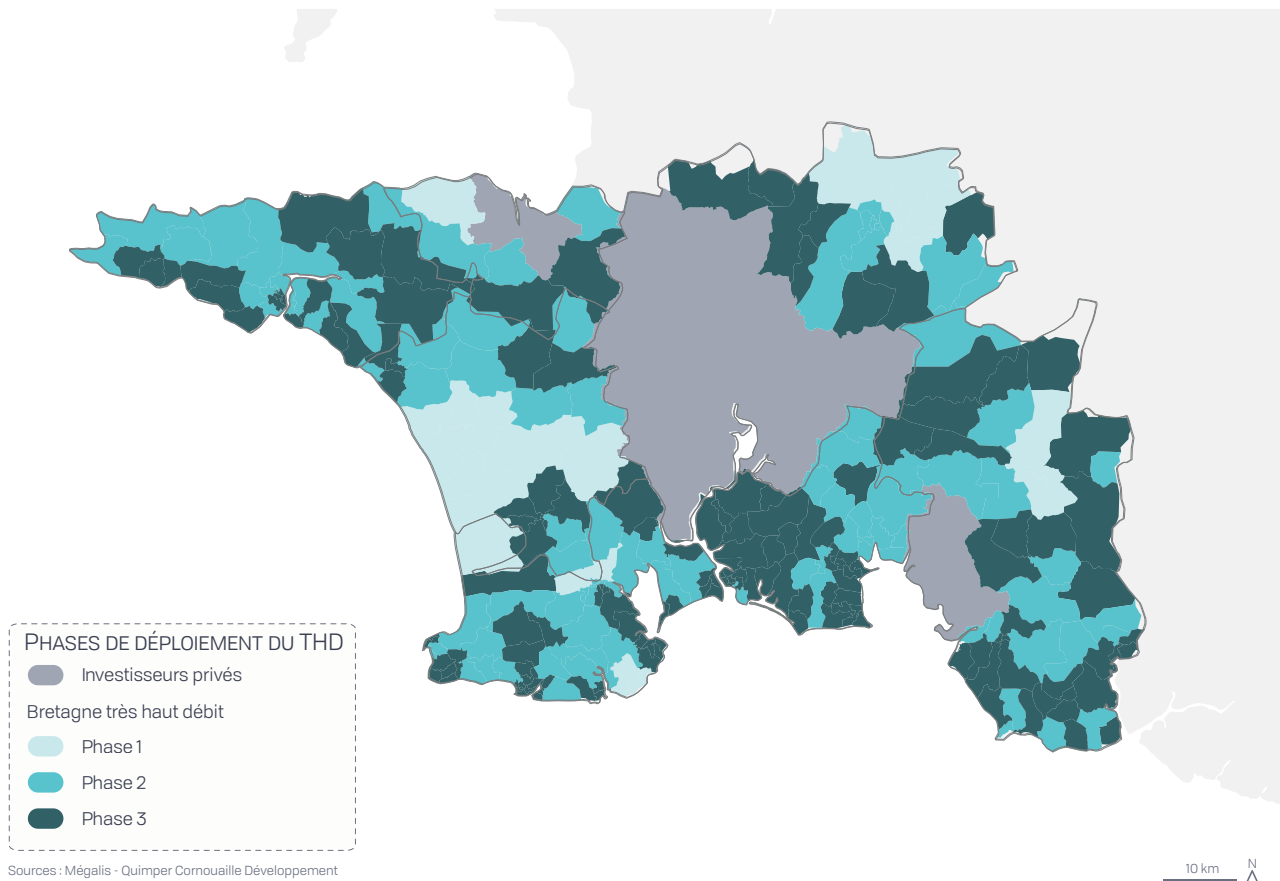 PHASES DE DÉPLOIEMENT DU THD
Investisseurs privés
Bretagne très haut débit
Phase 1
Phase 2
Phase 3
Sources : Mégalis - Quimper Cornouaille Développement
10 km
N